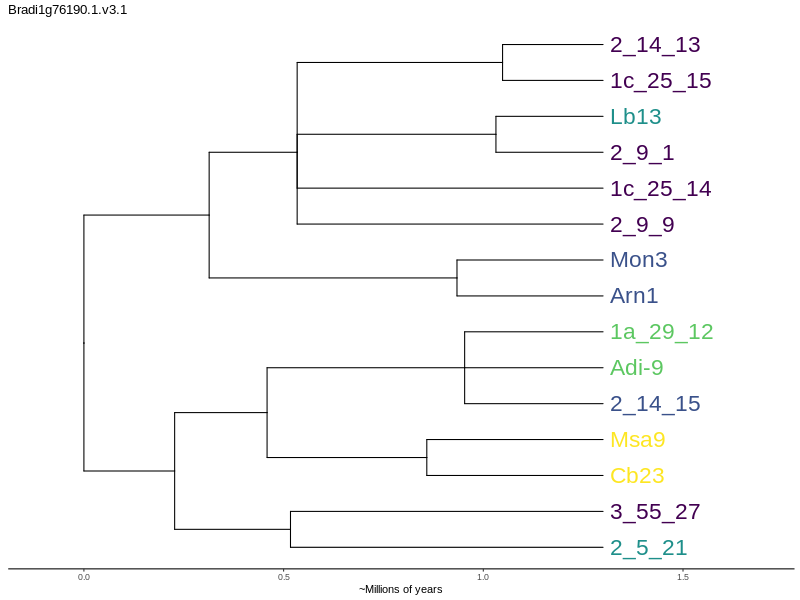 Bradi1g76190.1.v3.1
2_14_13
1c_25_15
Lb13
2_9_1
1c_25_14
2_9_9
Mon3
Arn1
1a_29_12
Adi-9
2_14_15
Msa9
Cb23
3_55_27
2_5_21
0.0 0.5 1.0 1.5
~Millions of years